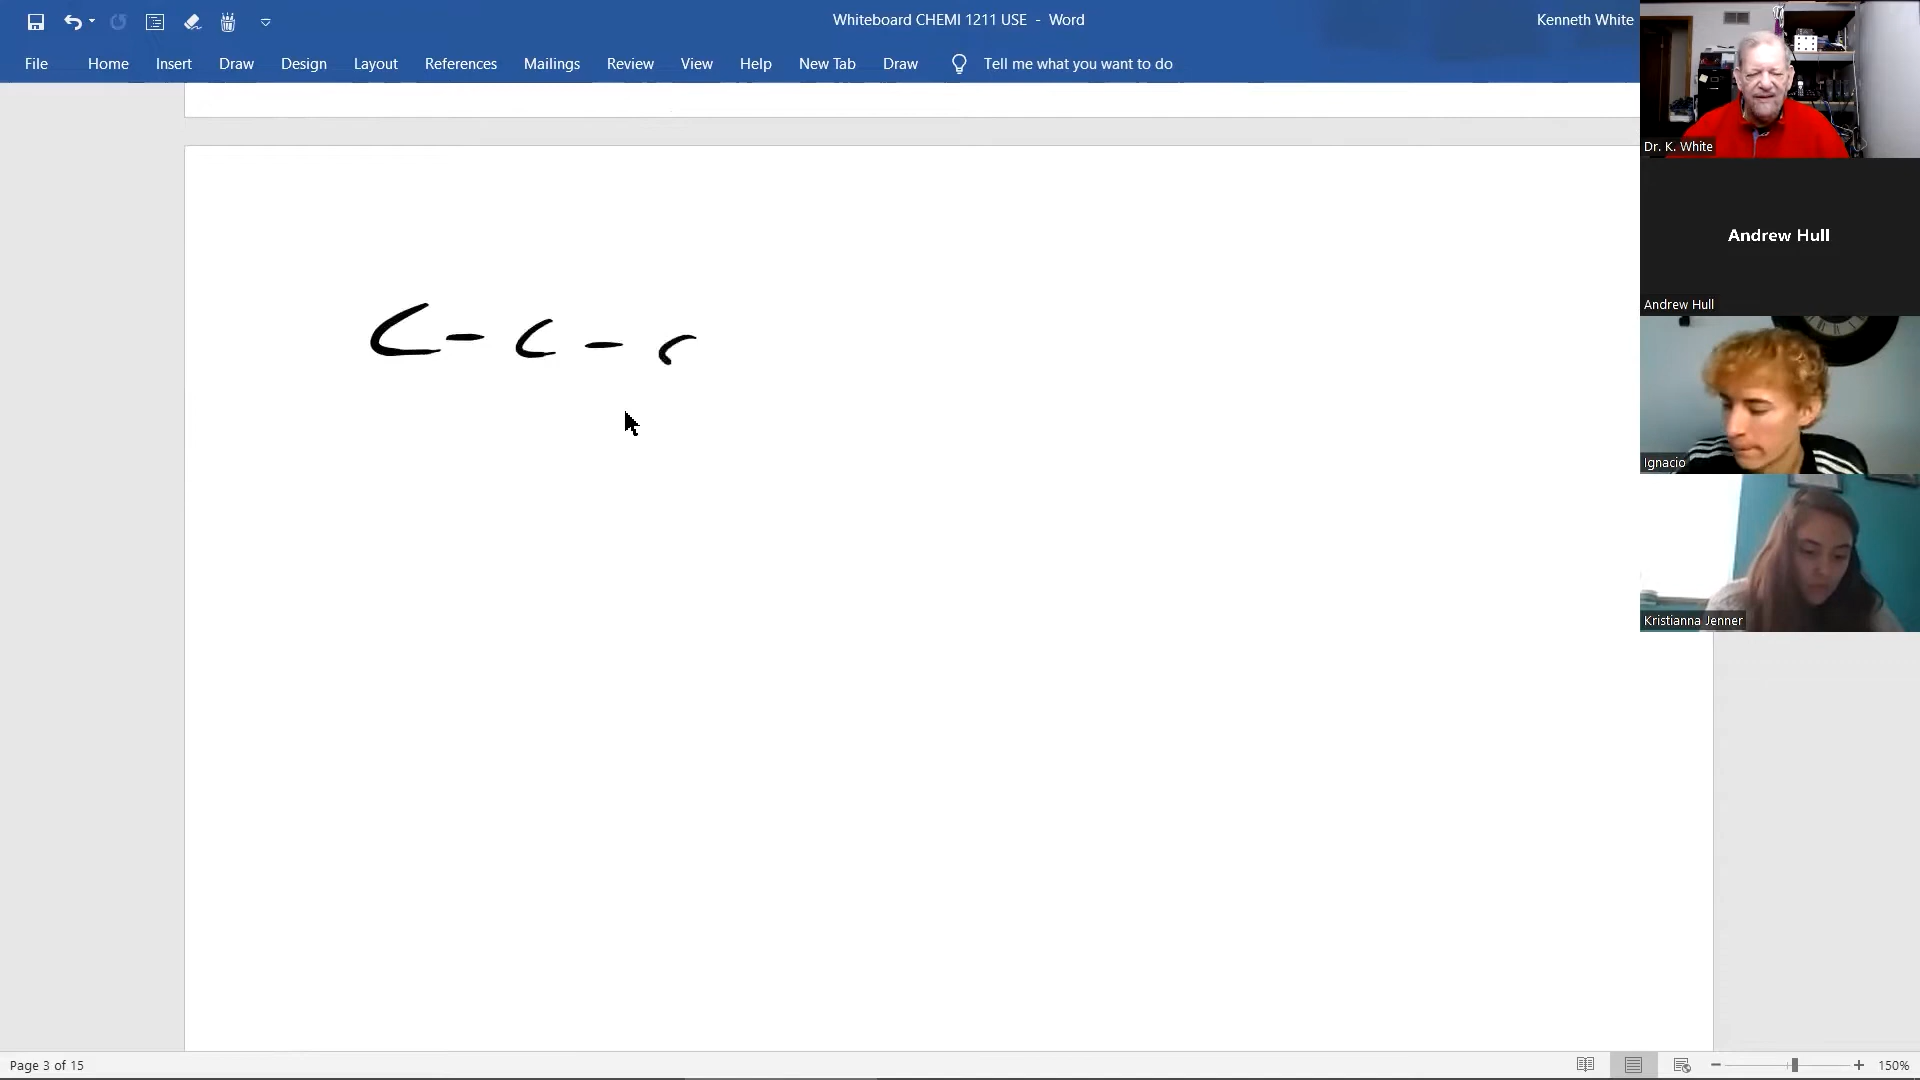 Whiteboard CHEMI 1211 USE - Word
Kenneth White
File Home Insert Draw Design Layout References Mailings Review View Help New Tab Draw Tell me what you want to do
Dr. K. White
Andrew Hull
Andrew Hull
C - C - C
Ignacio
Kristianna Jenner
Page 3 of 15
150%